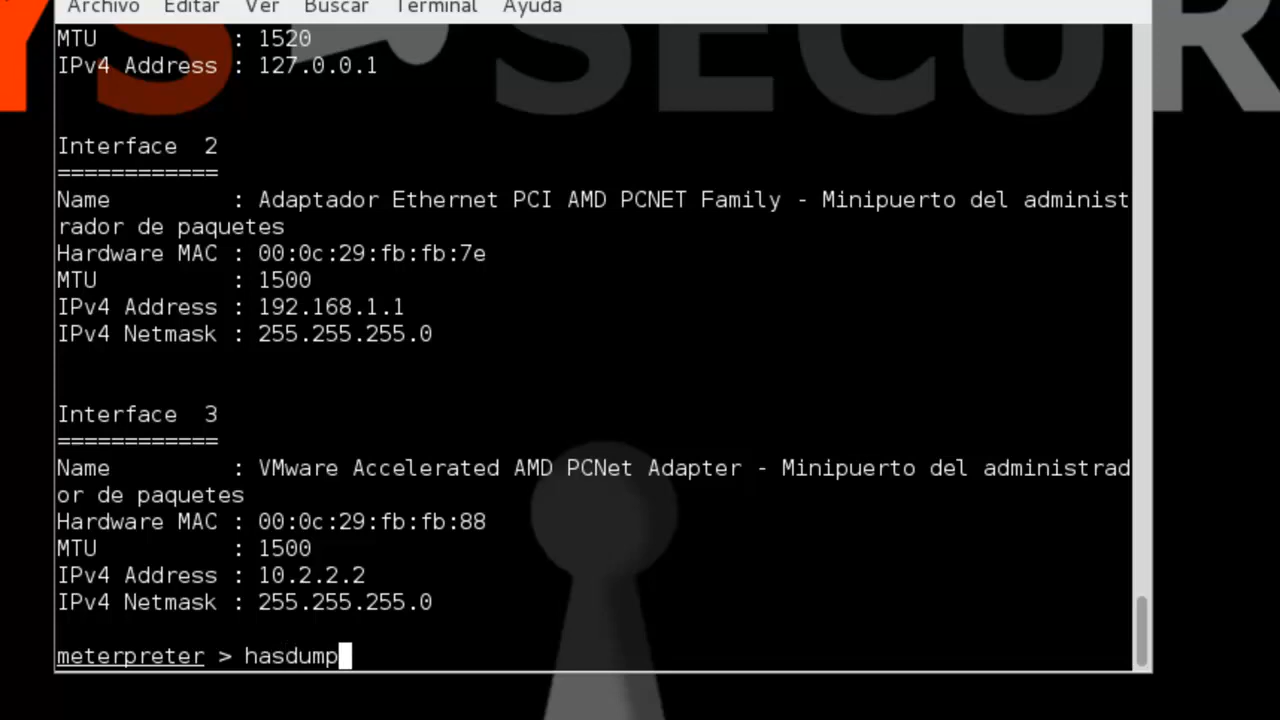 Archivo Editar Ver Buscar Terminal Ayuda
YS SECUR
MTU : 1520
IPv4 Address : 127.0.0.1
Interface 2
============
Name : Adaptador Ethernet PCI AMD PCNET Family - Minipuerto del administ
rador de paquetes
Hardware MAC : 00:0c:29:fb:fb:7e
MTU : 1500
IPv4 Address : 192.168.1.1
IPv4 Netmask : 255.255.255.0
Interface 3
============
Name : VMware Accelerated AMD PCNet Adapter - Minipuerto del administrad
or de paquetes
Hardware MAC : 00:0c:29:fb:fb:88
MTU : 1500
IPv4 Address : 10.2.2.2
IPv4 Netmask : 255.255.255.0
meterpreter > hasdump